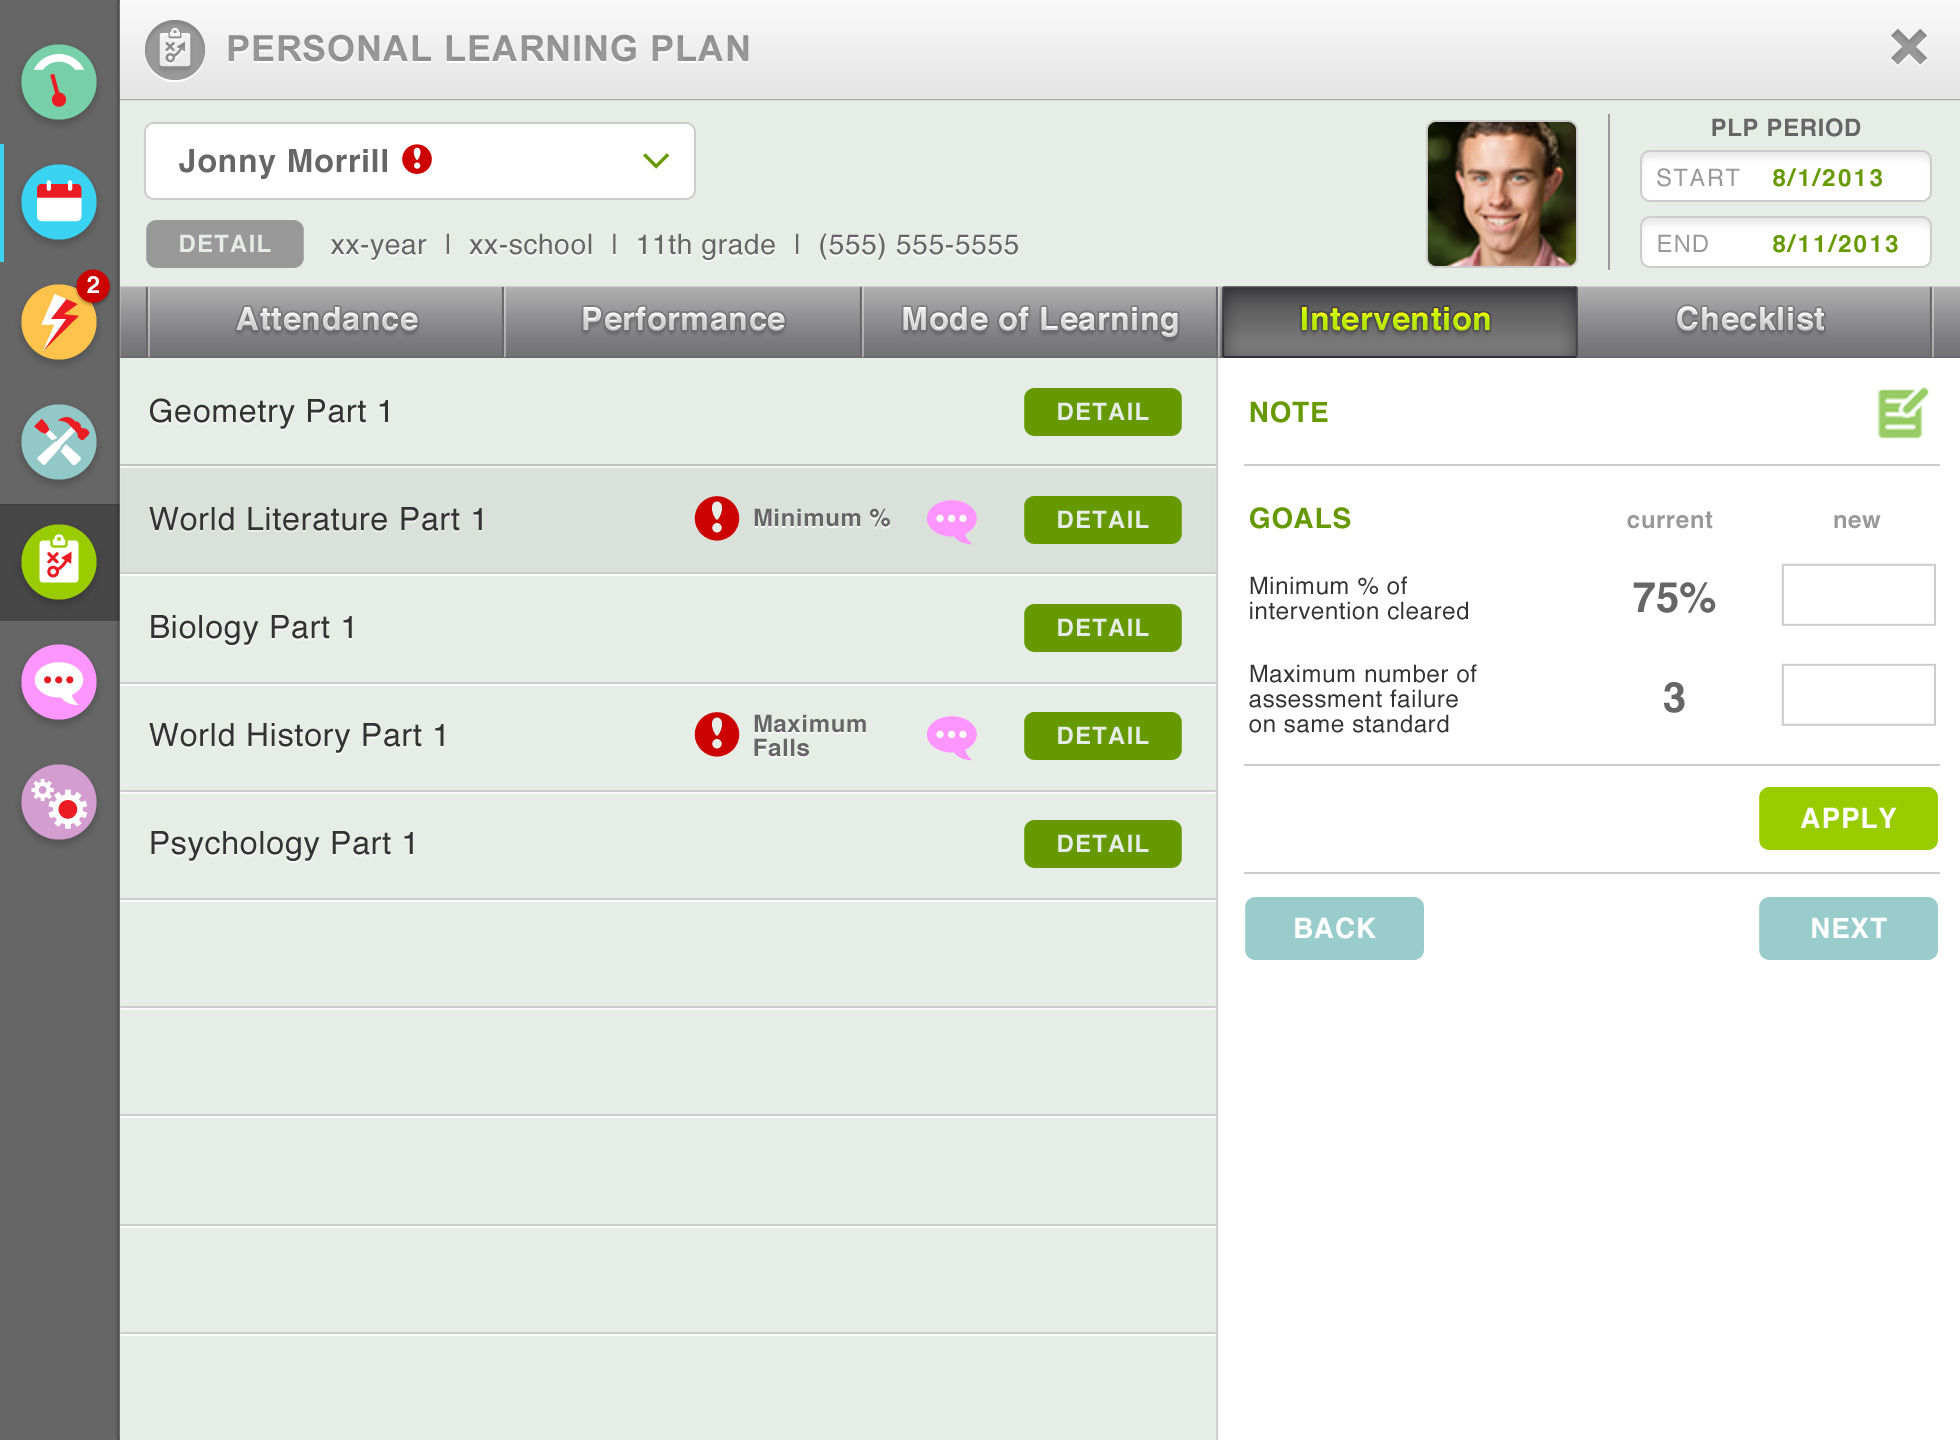 PERSONAL LEARNING PLAN
Jonny Morrill
DETAIL xx-year | xx-school | 11th grade | (555) 555-5555
PLP PERIOD
START 8/1/2013
END 8/11/2013
2
Attendance Performance Mode of Learning Intervention Checklist
Geometry Part 1 DETAIL
World Literature Part 1 Minimum % DETAIL
Biology Part 1 DETAIL
World History Part 1 Maximum
Falls DETAIL
Psychology Part 1 DETAIL
NOTE
GOALS current new
Minimum % of
intervention cleared 75%
Maximum number of
assessment failure
on same standard 3
APPLY
BACK NEXT